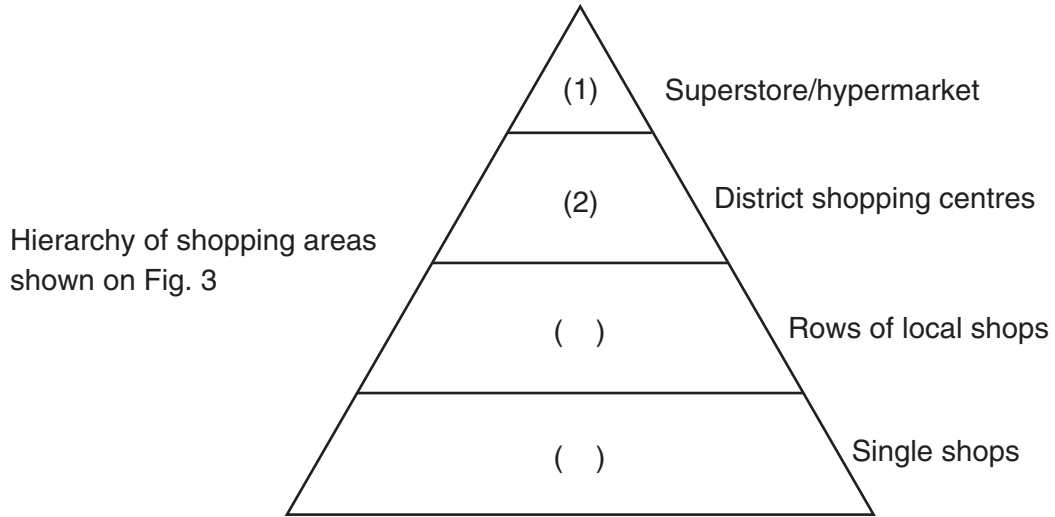 (1)
Superstore/hypermarket
(2)
District shopping centres
Hierarchy of shopping areas
shown on Fig. 3
( )
Rows of local shops
( )
Single shops